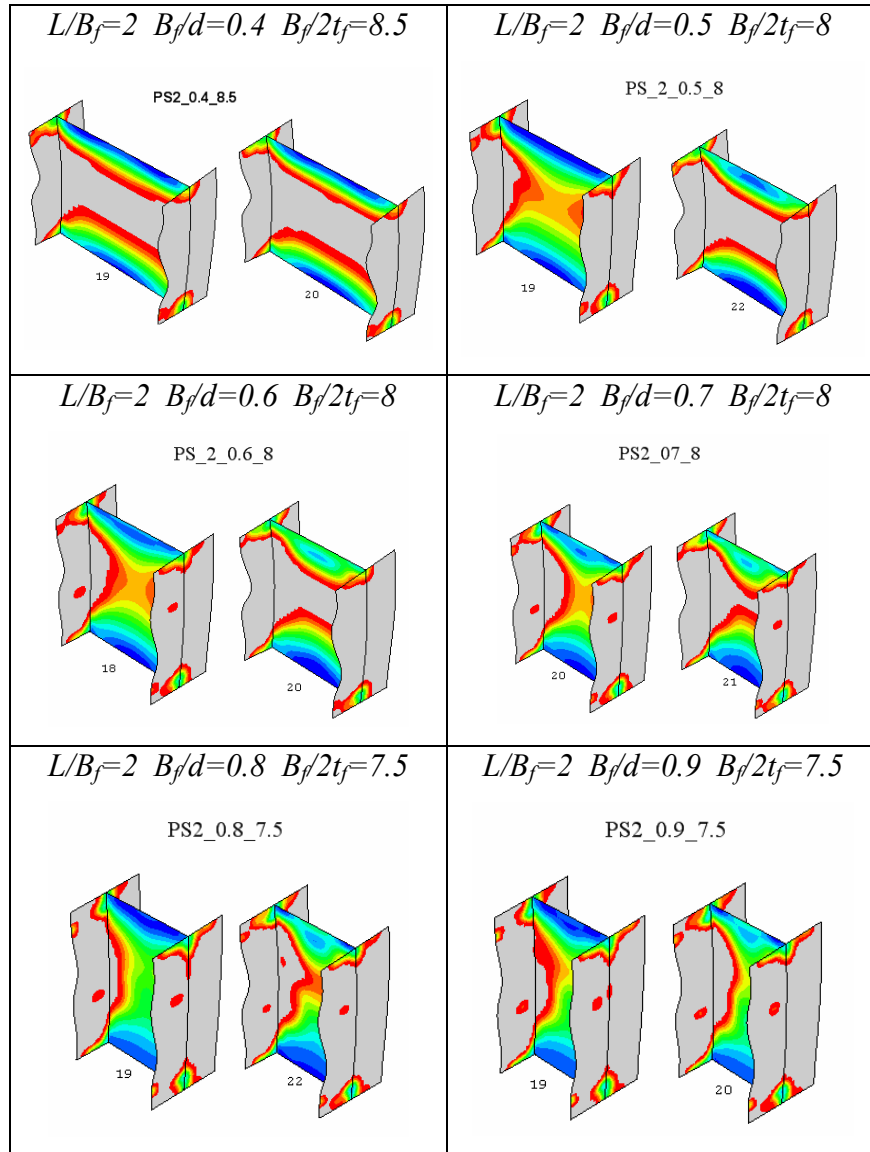 L/Bf=2 Bf/d=0.4 Bf/2tf=8.5
PS2_0.4_8.5
19
20
L/Bf=2 Bf/d=0.5 Bf/2tf=8
PS_2_0.5_8
19
22
L/Bf=2 Bf/d=0.6 Bf/2tf=8
PS_2_0.6_8
18
20
L/Bf=2 Bf/d=0.7 Bf/2tf=8
PS2_07_8
20
21
L/Bf=2 Bf/d=0.8 Bf/2tf=7.5
PS2_0.8_7.5
19
22
L/Bf=2 Bf/d=0.9 Bf/2tf=7.5
PS2_0.9_7.5
19
20